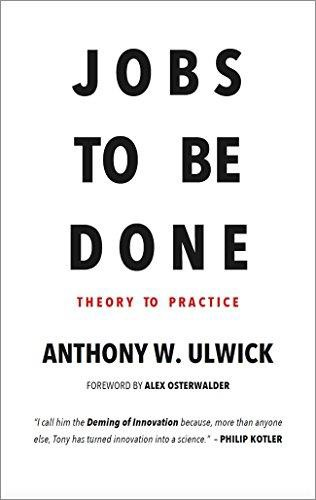 JOBS
TO BE
DONE
THEORY TO PRACTICE
ANTHONY W. ULWICK
FOREWORD BY ALEX OSTERWALDER
"I call him the Deming of Innovation because, more than anyone
else, Tony has turned innovation into a science." – PHILIP KOTLER